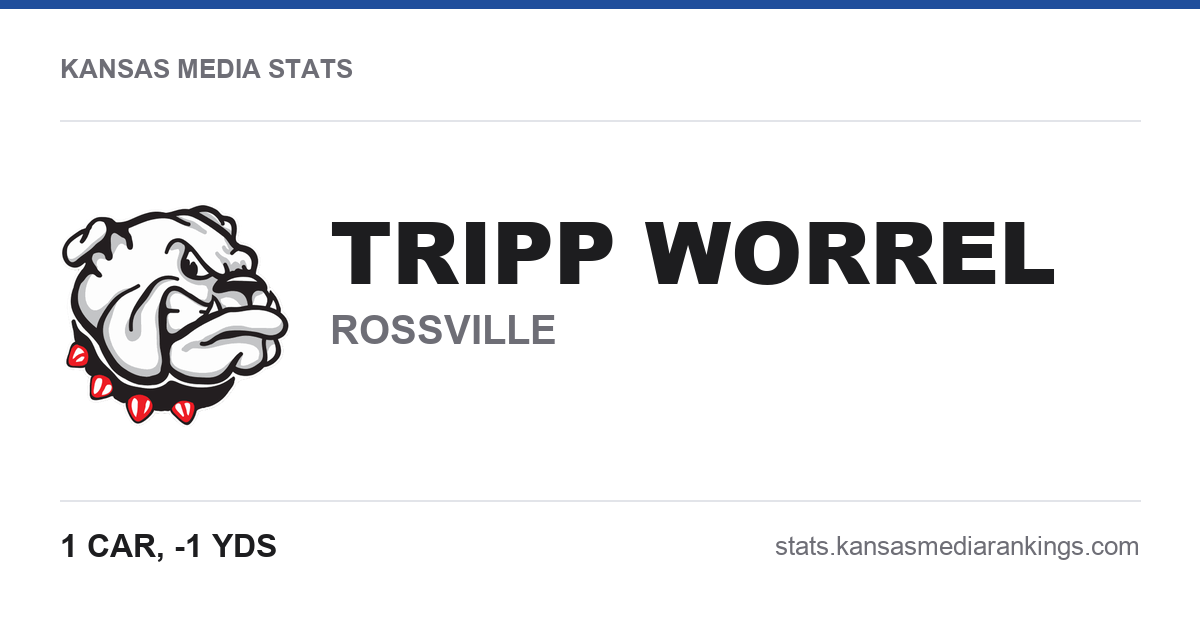 KANSAS MEDIA STATS
TRIPP WORREL
ROSSVILLE
1 CAR, -1 YDS
stats.kansasmediarankings.com